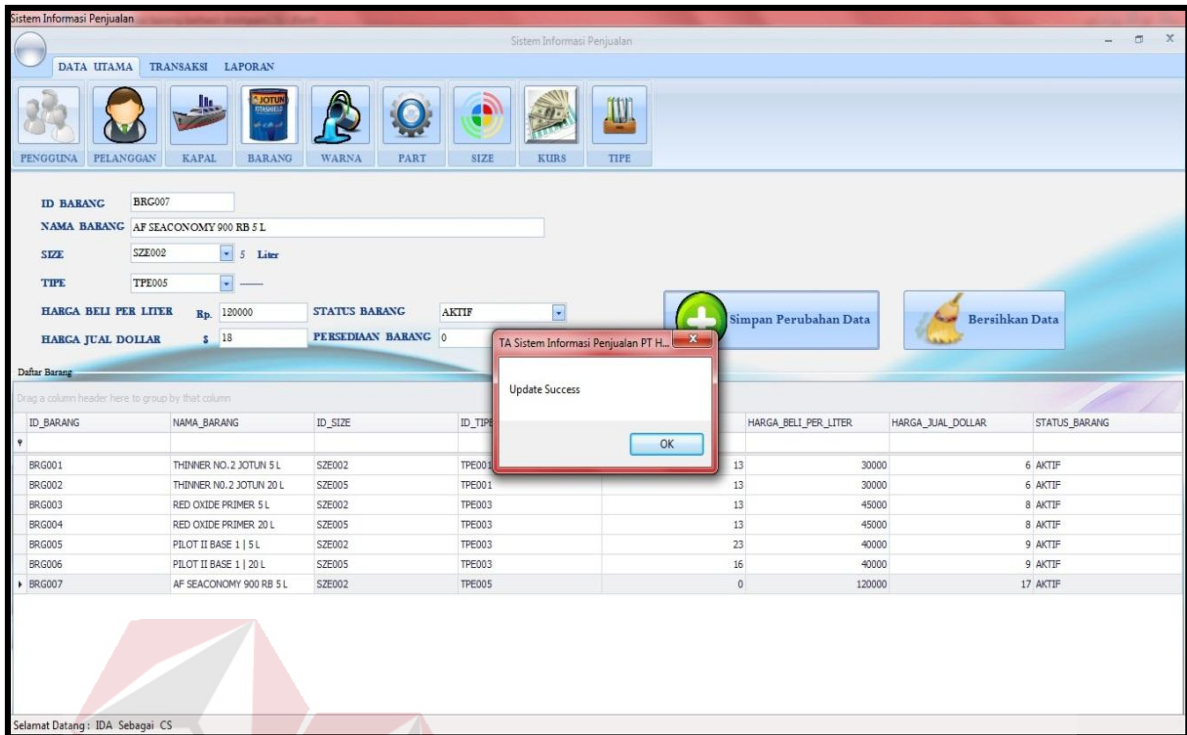 Sistem Informasi Penjualan
Sistem Informasi Penjualan
DATA UTAMA TRANSAKSI LAPORAN
JOTUN
PENGGUNA PELANGGAN KAPAL BARANG WARNA PART SIZE KURS TIPE
ID BARANG BRG007
NAMA BARANG AF SEACONOMY 900 RB 5 L
SIZE SZE002 5 Liter
TIPE TPE005 -------
HARGA BELI PER LITER Rp. 120000 STATUS BARANG AKTIF
HARGA JUAL DOLLAR $ 18 PERSEDIAAN BARANG 0
Simpan Perubahan Data
Bersihkan Data
TA Sistem Informasi Penjualan PT H... X
Update Success
OK
Daftar Barang
Drag a column header here to group by that column
ID_BARANG NAMA_BARANG ID_SIZE ID_TIPE HARGA_BELI_PER_LITER HARGA_JUAL_DOLLAR STATUS_BARANG
BRG001 THINNER NO.2 JOTUN 5 L SZE002 TPE001 13 30000 6 AKTIF
BRG002 THINNER NO.2 JOTUN 20 L SZE005 TPE001 13 30000 6 AKTIF
BRG003 RED OXIDE PRIMER 5 L SZE002 TPE003 13 45000 8 AKTIF
BRG004 RED OXIDE PRIMER 20 L SZE005 TPE003 13 45000 8 AKTIF
BRG005 PILOT II BASE 1 | 5 L SZE002 TPE003 23 40000 9 AKTIF
BRG006 PILOT II BASE 1 | 20 L SZE005 TPE003 16 40000 9 AKTIF
BRG007 AF SEACONOMY 900 RB 5 L SZE002 TPE005 0 120000 17 AKTIF
Selamat Datang : IDA Sebagai CS